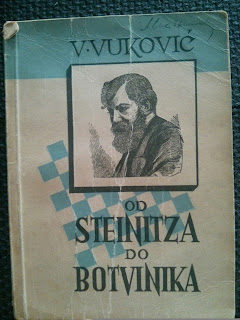 V·VUKOVIĆ
OD
STEINITZA
DO
BOTVINIKA